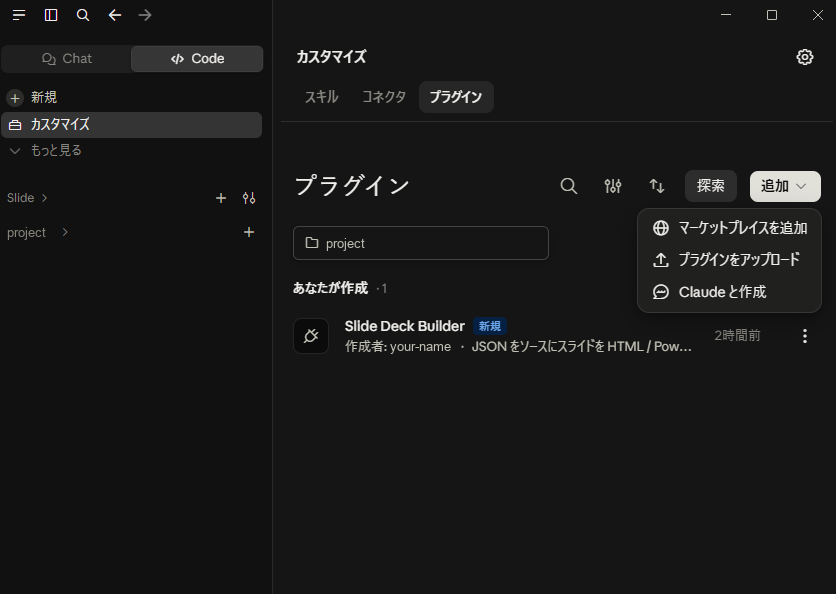 Chat
Code
新規
カスタマイズ
もっと見る
Slide
project
カスタマイズ
スキル
コネクタ
プラグイン
プラグイン
探索
追加
マーケットプレイスを追加
プラグインをアップロード
Claude と作成
project
あなたが作成 · 1
Slide Deck Builder 新規
作成者: your-name ・ JSON をソースにスライドを HTML / Pow...
2時間前